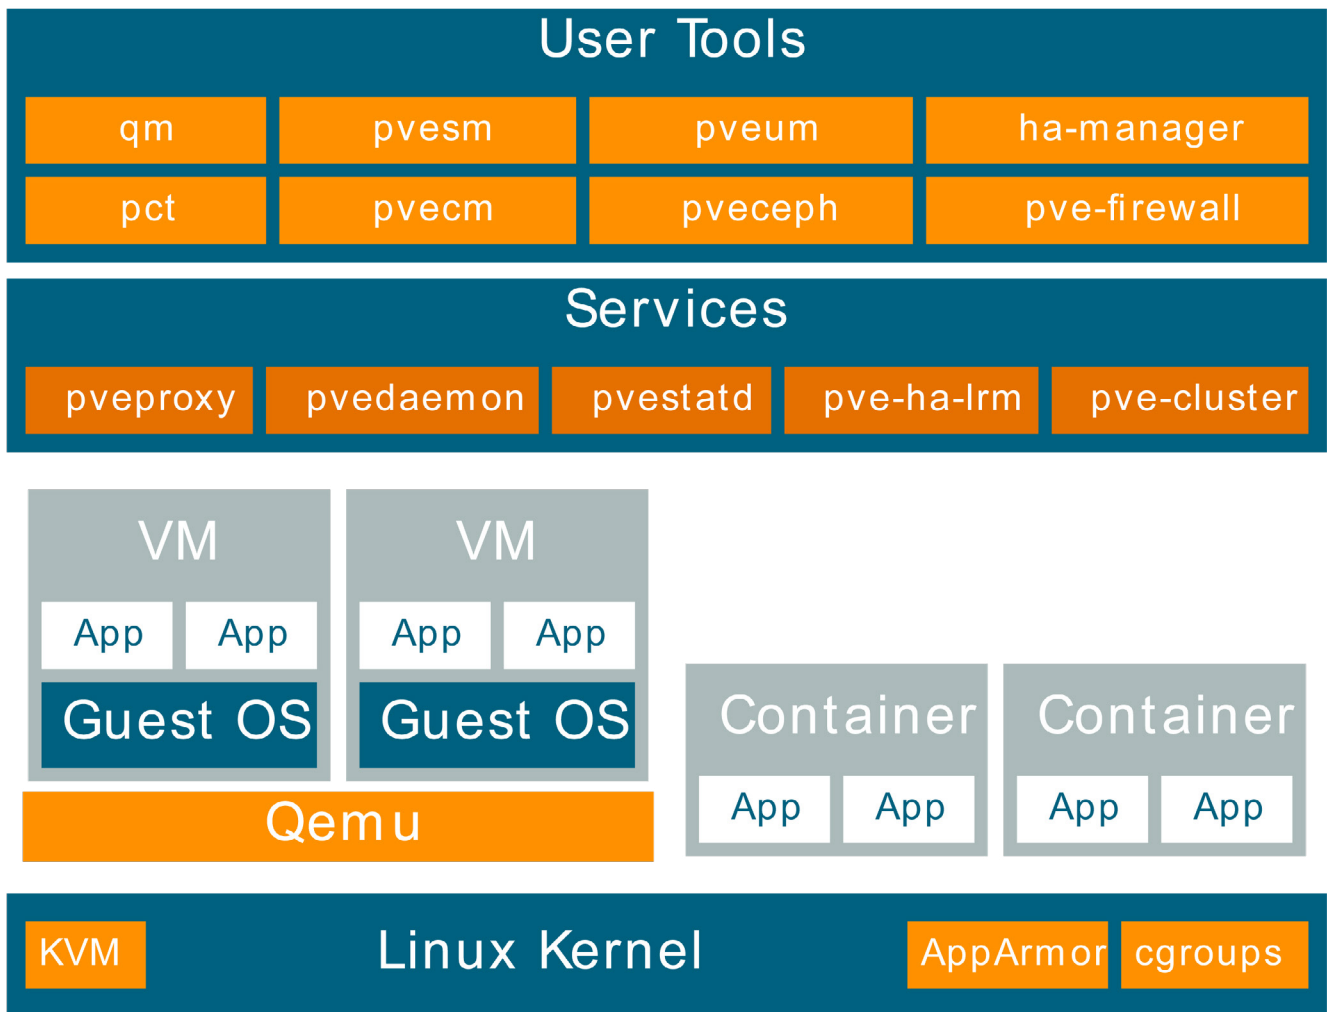 User Tools
qm pvesm pveum ha-manager
pct pvecm pveceph pve-firewall
Services
pveproxy pvedaemon pvestatd pve-ha-lrm pve-cluster
VM VM
App App App App
Guest OS Guest OS
Container Container
Qemu
App App App App
KVM Linux Kernel AppArmor cgroups